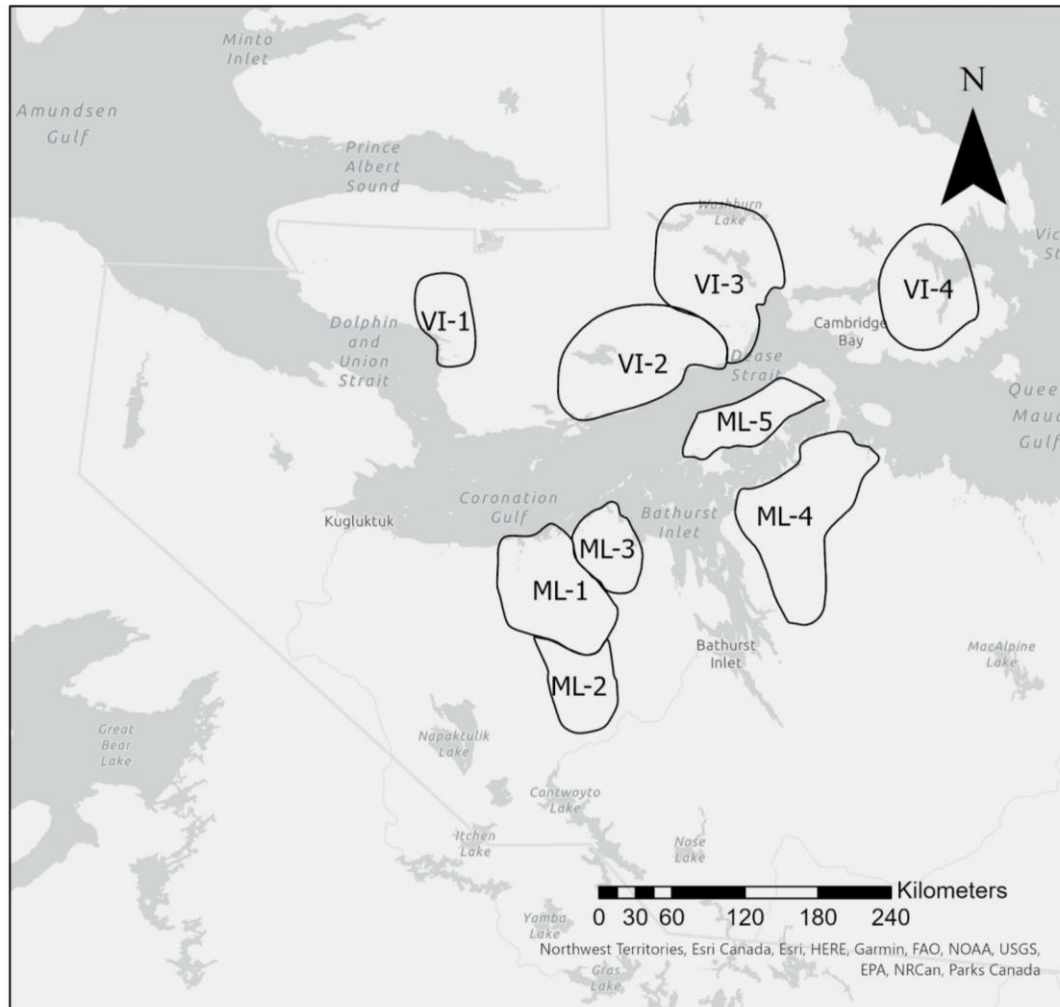 Minto
Inlet
Amundsen
Gulf
N
Prince
Albert
Sound
Washburn
Lake
Vic
St
VI-3
VI-4
VI-1
Dolphin
and
Union
Strait
Cambridge
Bay
VI-2
Dease
Strait
Quee
Maud
Gulf
ML-5
Coronation
Gulf
Bathurst
Inlet
ML-4
Kugluktuk
ML-3
ML-1
Bathurst
Inlet
MacAlpine
Lake
ML-2
Great
Bear
Lake
Napaktulik
Lake
Contwoyto
Lake
Itchen
Lake
Nose
Lake
Kilometers
0 30 60 120 180 240
Yamba
Lake
Northwest Territories, Esri Canada, Esri, HERE, Garmin, FAO, NOAA, USGS,
EPA, NRCan, Parks Canada
Gras
Lake